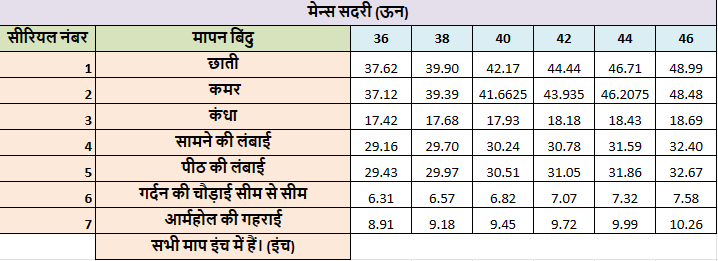 मेन्स सदरी (ऊन)
सीरियल नंबर मापन बिंदु 36 38 40 42 44 46
1 छाती 37.62 39.90 42.17 44.44 46.71 48.99
2 कमर 37.12 39.39 41.6625 43.935 46.2075 48.48
3 कंधा 17.42 17.68 17.93 18.18 18.43 18.69
4 सामने की लंबाई 29.16 29.70 30.24 30.78 31.59 32.40
5 पीठ की लंबाई 29.43 29.97 30.51 31.05 31.86 32.67
6 गर्दन की चौड़ाई सीम से सीम 6.31 6.57 6.82 7.07 7.32 7.58
7 आर्महोल की गहराई 8.91 9.18 9.45 9.72 9.99 10.26
सभी माप इंच में हैं। (इंच)